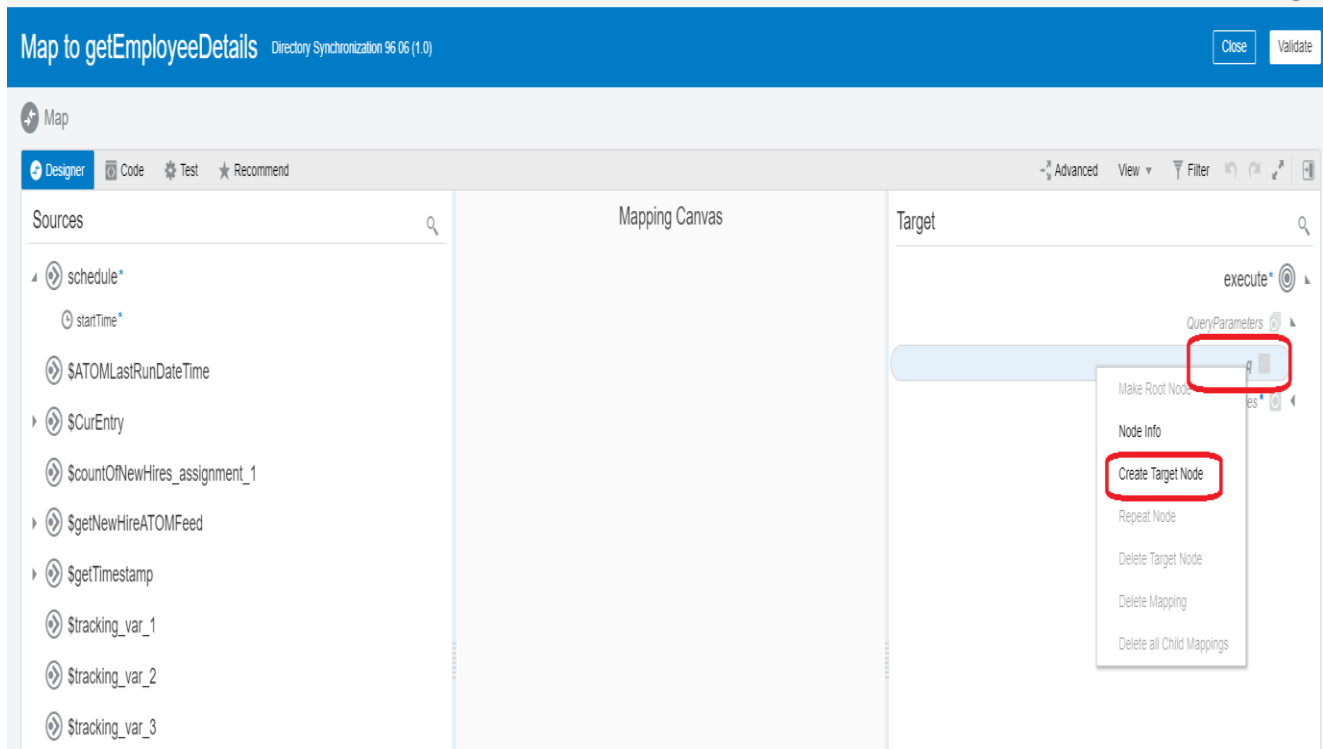 Map to getEmployeeDetails Directory Synchronization 96 06 (1.0) Close Validate
Map
Designer Code Test Recommend Advanced View Filter
Sources Mapping Canvas Target
schedule* execute*
startTime* QueryParameters
$ATOMLastRunDateTime q
Make Root Node
$CurEntry es*
Node Info
$countOfNewHires_assignment_1 Create Target Node
$getNewHireATOMFeed Repeat Node
Delete Target Node
$getTimestamp
Delete Mapping
$tracking_var_1
Delete all Child Mappings
$tracking_var_2
$tracking_var_3